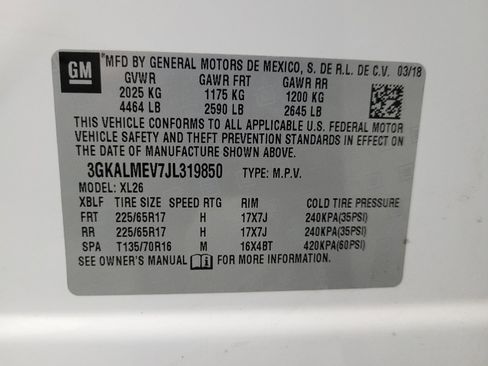 GM
*MFD BY GENERAL MOTORS DE MEXICO, S. DE R.L. DE C.V. 03/18
GVWR GAWR FRT GAWR RR
2025 KG 1175 KG 1200 KG
4464 LB 2590 LB 2645 LB
THIS VEHICLE CONFORMS TO ALL APPLICABLE U.S. FEDERAL MOTOR
VEHICLE SAFETY AND THEFT PREVENTION STANDARDS IN EFFECT ON
THE DATE OF MANUFACTURE SHOWN ABOVE.
3GKALMEV7JL319850 TYPE: M.P.V.
MODEL: XL26
XBLF TIRE SIZE SPEED RTG RIM COLD TIRE PRESSURE
FRT 225/65R17 H 17X7J 240KPA(35PSI)
RR 225/65R17 H 17X7J 240KPA(35PSI)
SPA T135/70R16 M 16X4BT 420KPA(60PSI)
SEE OWNER'S MANUAL FOR MORE INFORMATION.